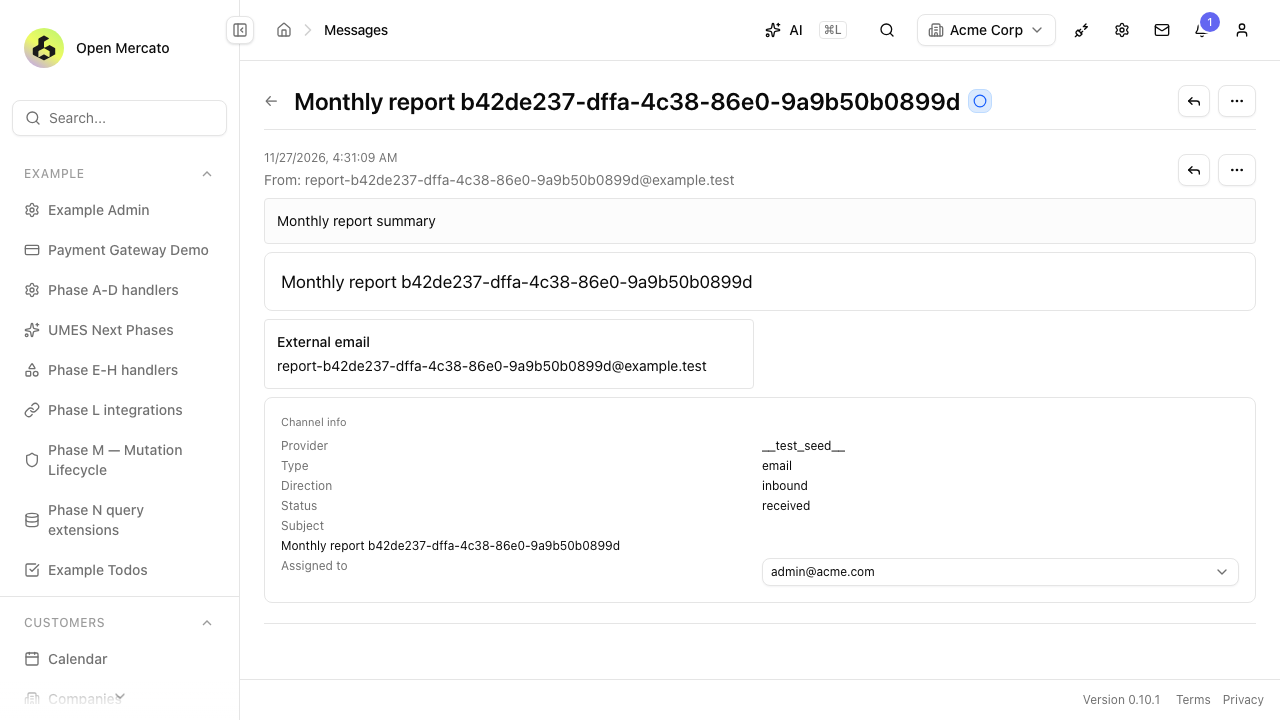 Open Mercato
Messages
AI
⌘L
Acme Corp
1
Search...
EXAMPLE
Example Admin
Payment Gateway Demo
Phase A-D handlers
UMES Next Phases
Phase E-H handlers
Phase L integrations
Phase M — Mutation
Lifecycle
Phase N query
extensions
Example Todos
CUSTOMERS
Calendar
Companies
Monthly report b42de237-dffa-4c38-86e0-9a9b50b0899d
11/27/2026, 4:31:09 AM
From: report-b42de237-dffa-4c38-86e0-9a9b50b0899d@example.test
Monthly report summary
Monthly report b42de237-dffa-4c38-86e0-9a9b50b0899d
External email
report-b42de237-dffa-4c38-86e0-9a9b50b0899d@example.test
Channel info
Provider __test_seed__
Type email
Direction inbound
Status received
Subject
Monthly report b42de237-dffa-4c38-86e0-9a9b50b0899d
Assigned to admin@acme.com
Version 0.10.1 Terms Privacy